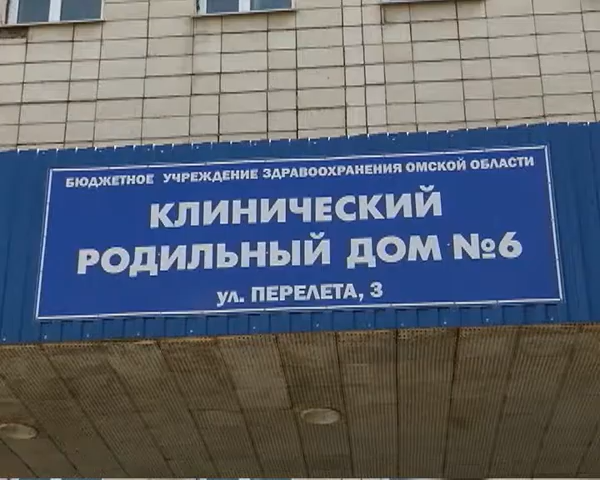 БЮДЖЕТНОЕ УЧРЕЖДЕНИЕ ЗДРАВООХРАНЕНИЯ ОМСКОЙ ОБЛАСТИ
КЛИНИЧЕСКИЙ
РОДИЛЬНЫЙ ДОМ №6
ул. ПЕРЕЛЕТА, 3